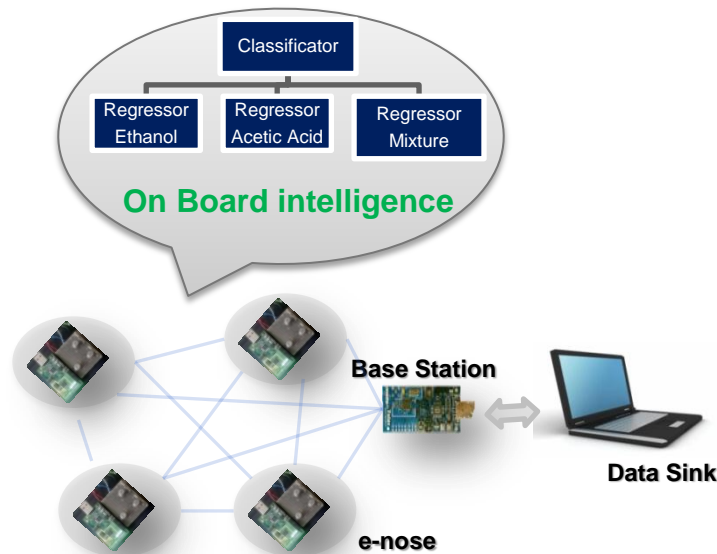 Classificator
Regressor
Ethanol
Regressor
Acetic Acid
Regressor
Mixture
On Board intelligence
Base Station
Data Sink
e-nose